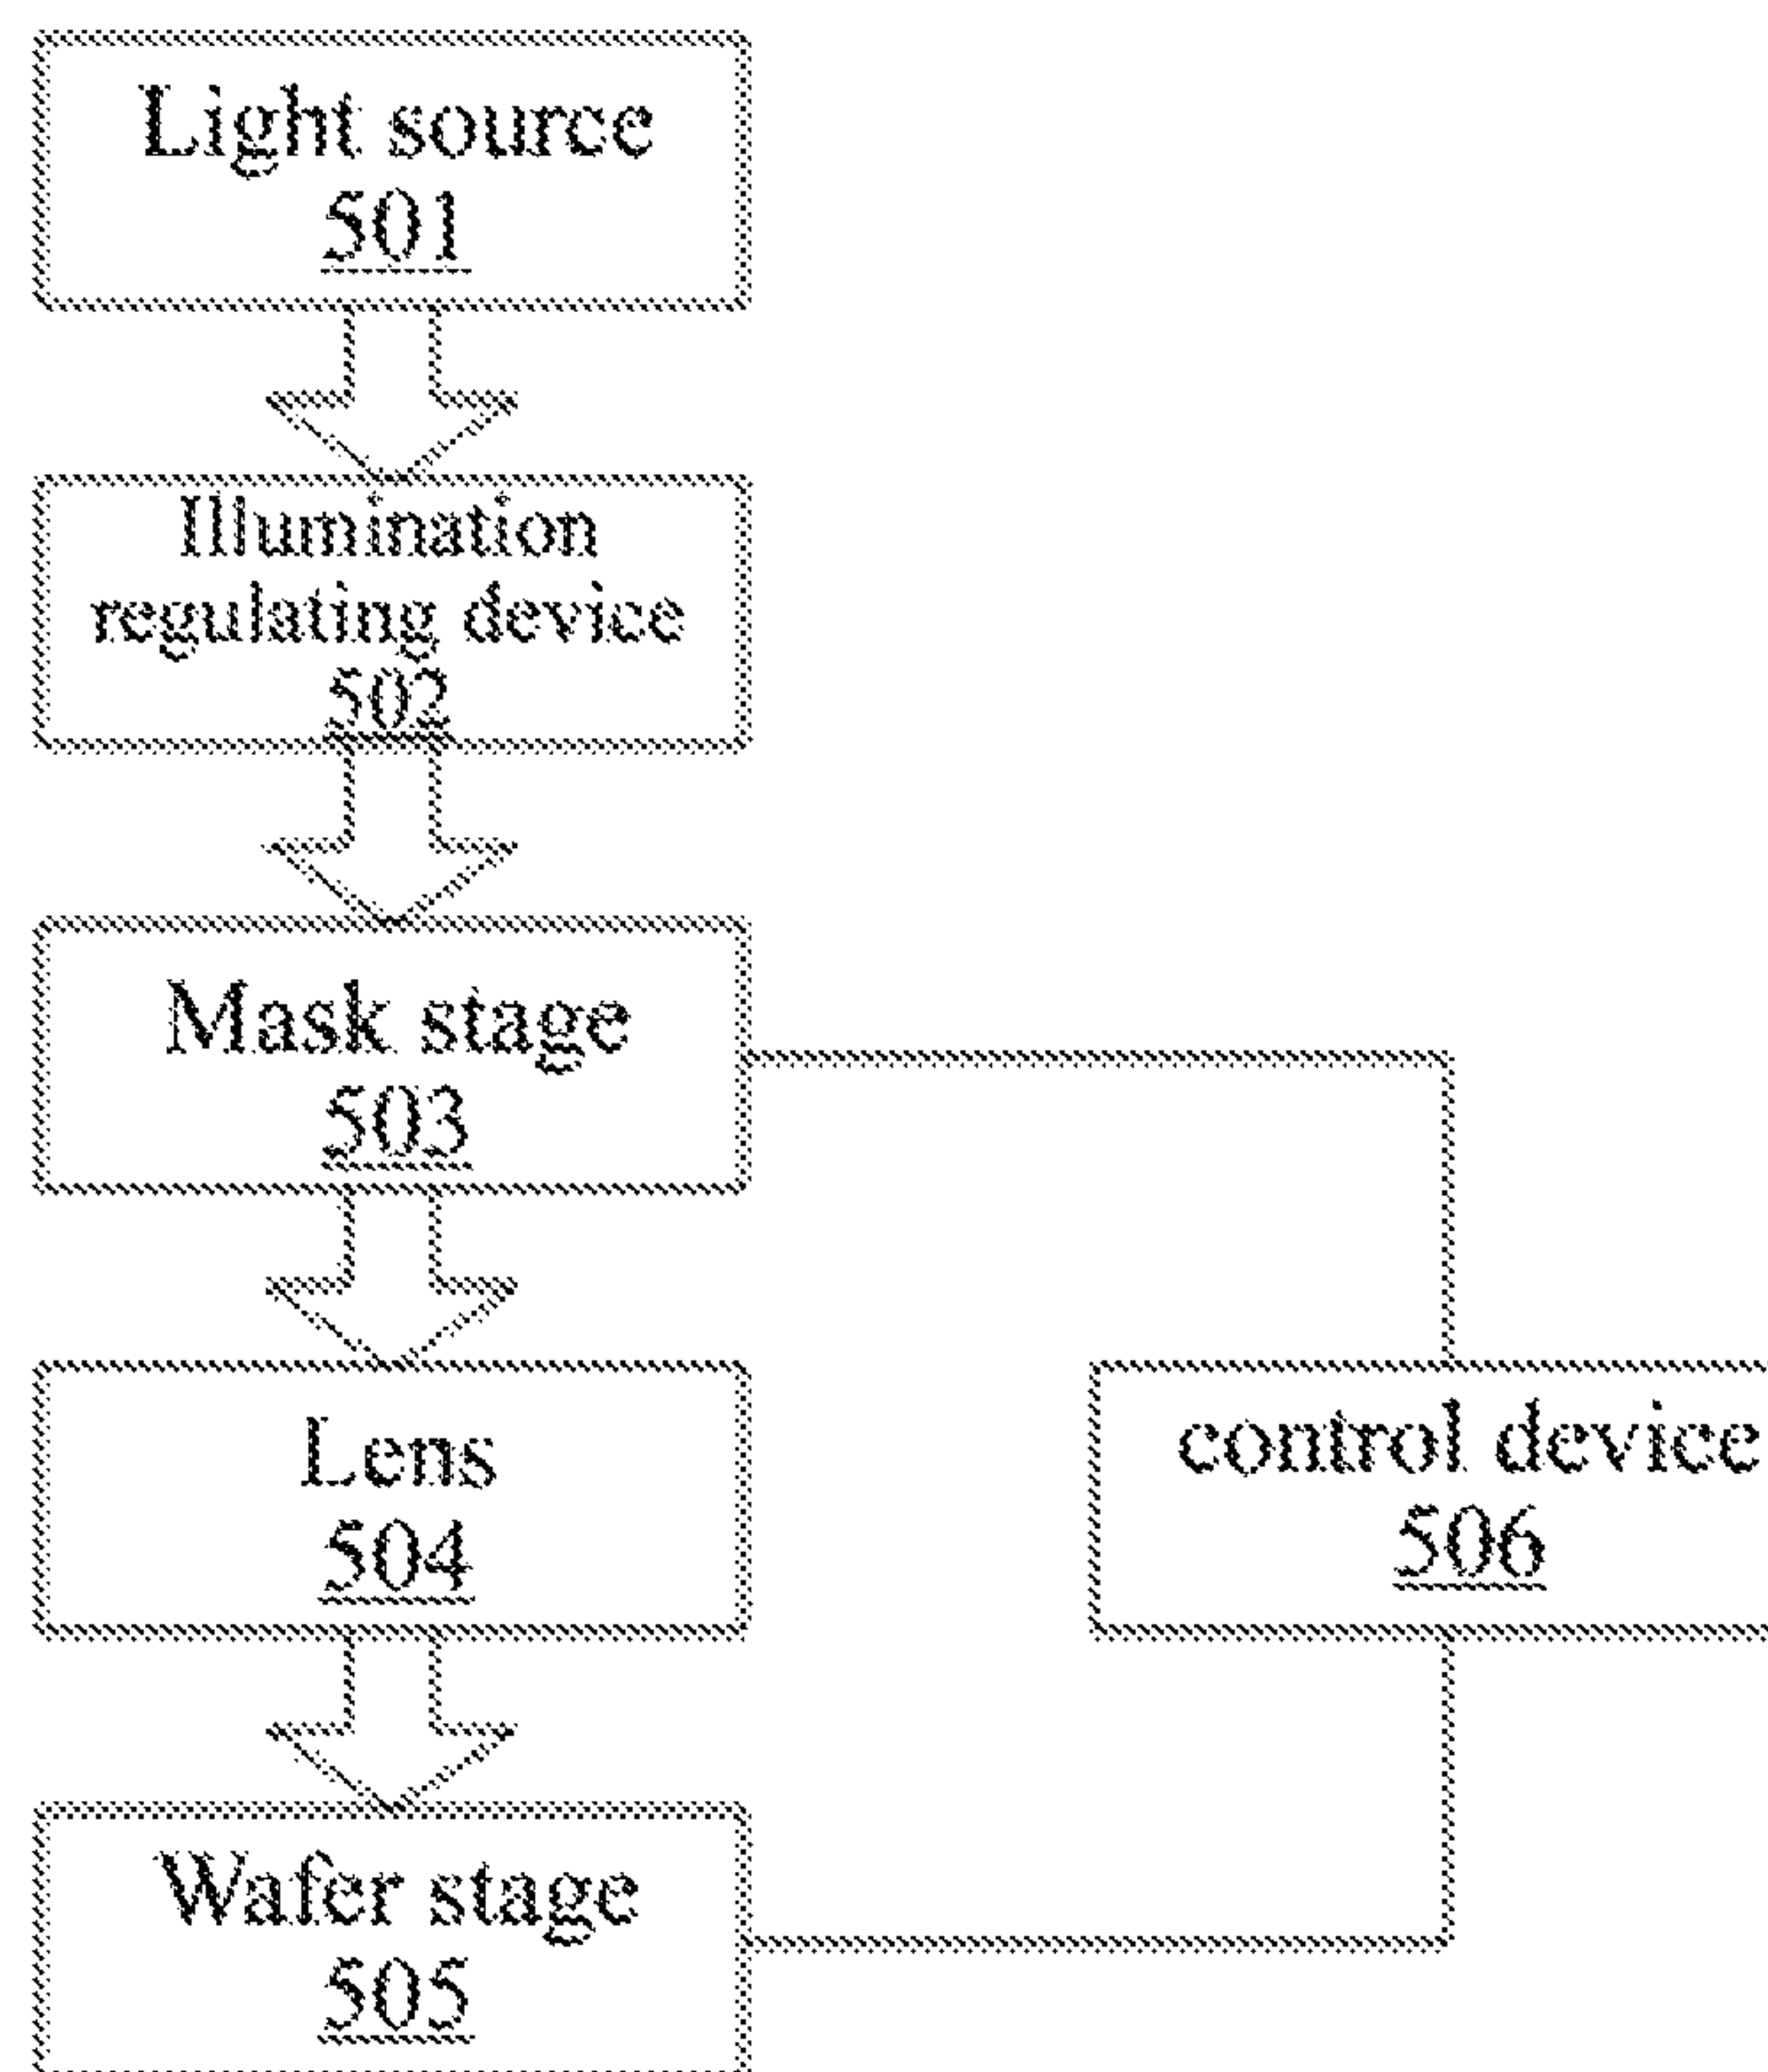 Light source
501
Illumination
regulating device
502
Mask stage
503
Lens
504
control device
506
Wafer stage
505